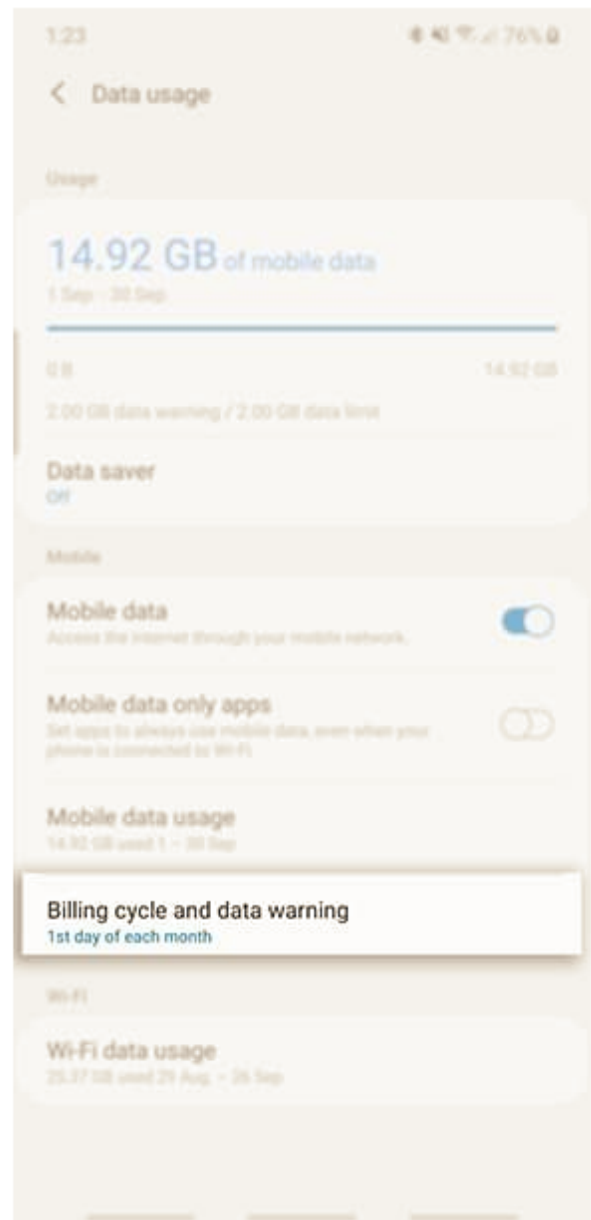 1:23
76%
Data usage
Usage
14.92 GB of mobile data
1 Sep - 30 Sep
0 B
14.92 GB
2.00 GB data warning / 2.00 GB data limit
Data saver
Off
Mobile
Mobile data
Access the internet through your mobile network.
Mobile data only apps
Set apps to always use mobile data, even when your
phone is connected to Wi-Fi.
Mobile data usage
14.92 GB used 1 – 30 Sep
Billing cycle and data warning
1st day of each month
Wi-Fi
Wi-Fi data usage
25.37 GB used 29 Aug – 26 Sep